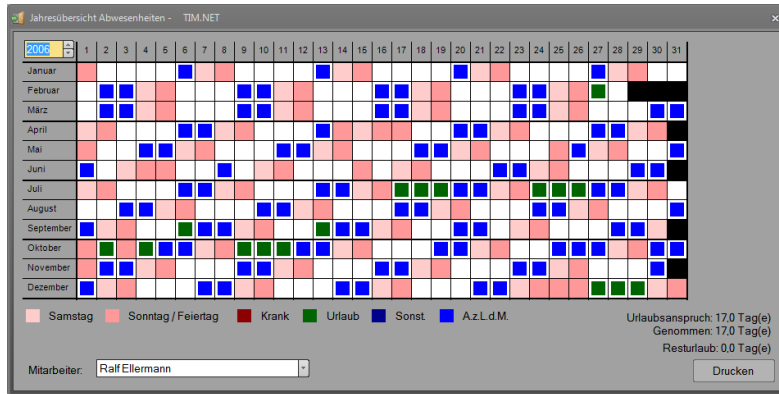 Jahresübersicht Abwesenheiten - TIM.NET
2006 1 2 3 4 5 6 7 8 9 10 11 12 13 14 15 16 17 18 19 20 21 22 23 24 25 26 27 28 29 30 31
Januar
Februar
März
April
Mai
Juni
Juli
August
September
Oktober
November
Dezember
Samstag Sonntag / Feiertag Krank Urlaub Sonst. A.z.L.d.M.
Urlaubsanspruch: 17,0 Tag(e)
Genommen: 17,0 Tag(e)
Resturlaub: 0,0 Tag(e)
Mitarbeiter: Ralf Ellermann
Drucken